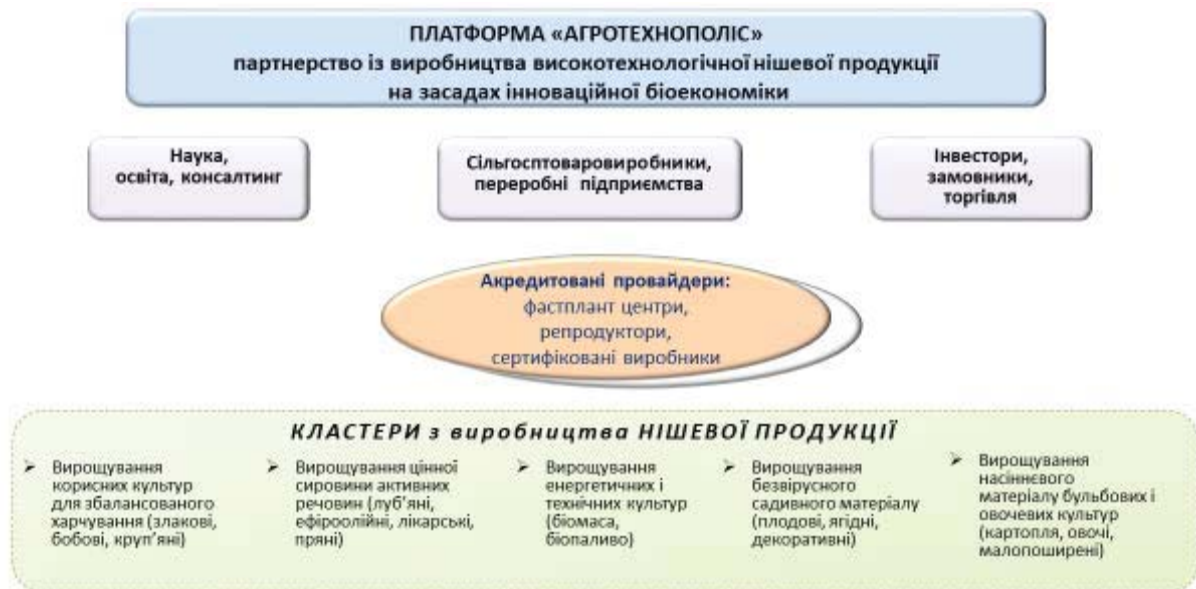 ПЛАТФОРМА «АГРОТЕХНОПОЛІС»
партнерство із виробництва високотехнологічної нішевої продукції
на засадах інноваційної біоекономіки
Наука,
освіта, консалтинг
Сільгосптоваровиробники,
переробні підприємства
Інвестори,
замовники,
торгівля
Акредитовані провайдери:
фастплант центри,
репродуктори,
сертифіковані виробники
КЛАСТЕРИ з виробництва НІШЕВОЇ ПРОДУКЦІЇ
➢ Вирощування
корисних культур
для збалансованого
харчування (злакові,
бобові, круп’яні)
➢ Вирощування цінної
сировини активних
речовин (луб’яні,
ефіроолійні, лікарські,
пряні)
➢ Вирощування
енергетичних і
технічних культур
(біомаса,
біопаливо)
➢ Вирощування
безвірусного
садивного матеріалу
(плодові, ягідні,
декоративні)
➢ Вирощування
насіннєвого
матеріалу бульбових і
овочевих культур
(картопля, овочі,
малопоширені)